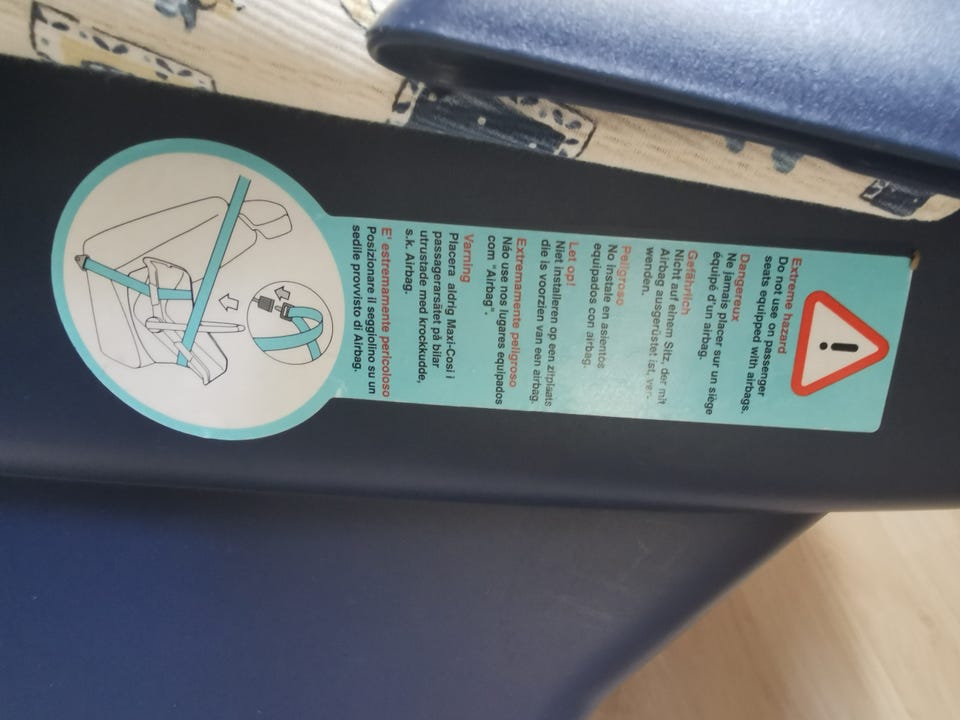 Extreme hazard
Do not use on passenger
seats equipped with airbags.
Dangereux
Ne jamais placer sur un siège
équipé d'un airbag.
Gefährlich
Nicht auf einem Sitz, der mit
Airbag ausgerüstet ist, ver-
wenden.
Peligroso
No instale en asientos
equipados con airbag.
Let op!
Niet installeren op een zitplaats
die is voorzien van een airbag.
Extremamente peligroso
Não use nos lugares equipados
com "Airbag".
Varning
Placera aldrig Maxi-Cosi i
passagerarsätet på bilar
utrustade med krockkudde,
s.k. Airbag.
E' estremamente pericoloso
Posizionare il seggiolino su un
sedile provvisto di Airbag.